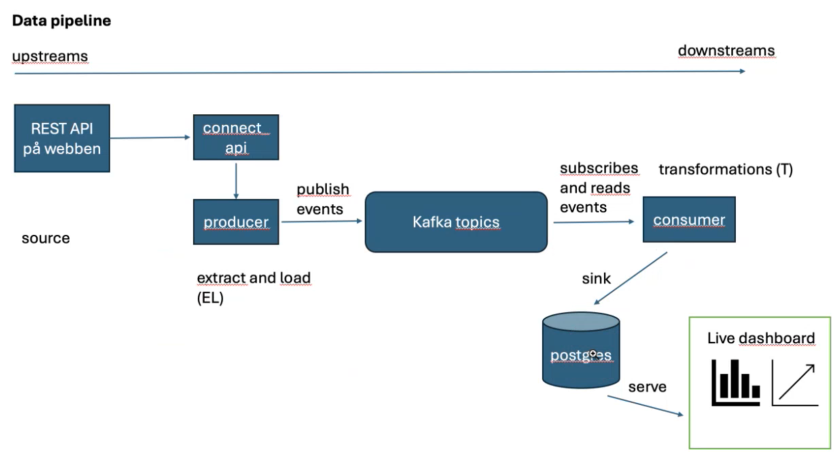 Data pipeline
upstreams
downstreams
REST API
på webben
connect_
api
producer
source
extract and load
(EL)
publish
events
Kafka topics
subscribes
and reads
events
transformations (T)
consumer
sink
postgres
serve
Live dashboard